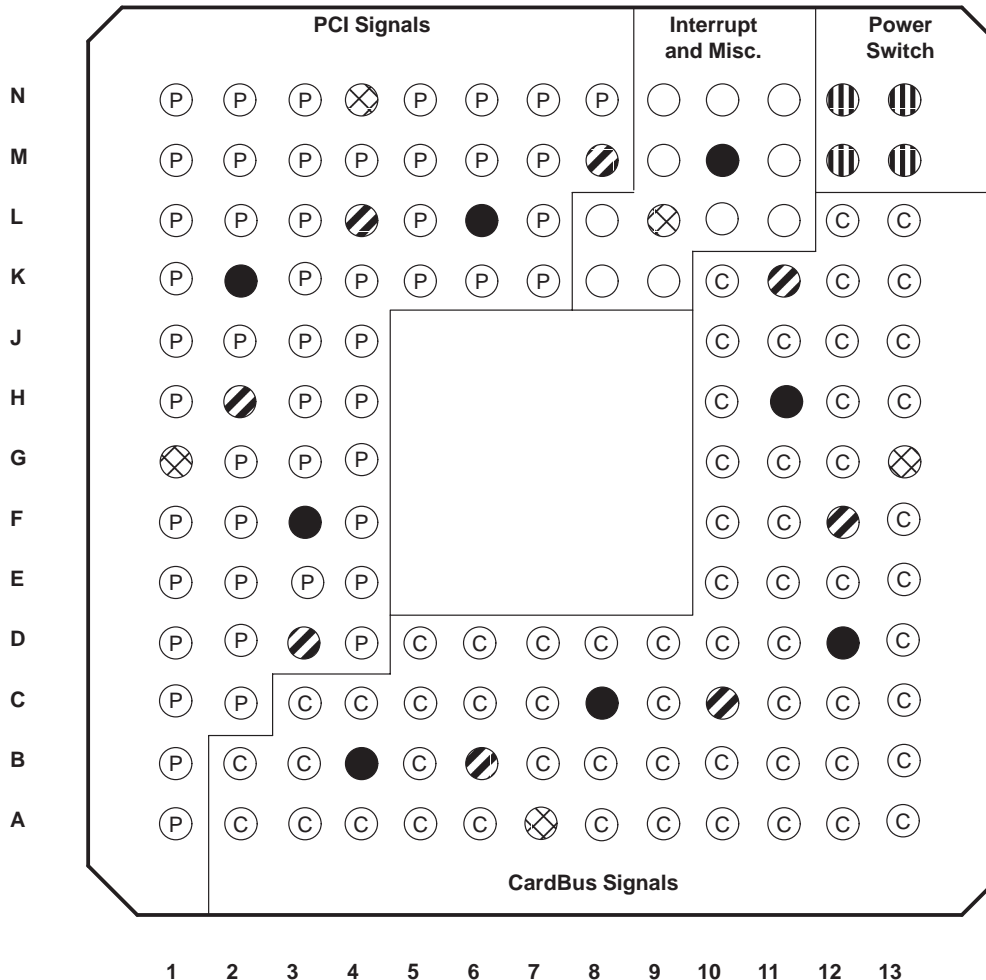 PCI Signals
Interrupt and Misc.
Power Switch
N P P P P P P P
M P P P P P P P
L P P P P P C C
K P P P P P P C C C
J P P P P C C C C
H P P P C C C
G P P P C C C
F P P P C C C
E P P P P C C C C
D P P P C C C C C C C C
C P P C C C C C C C C C
B P C C C C C C C C C C
A P C C C C C C C C C C C
CardBus Signals
1 2 3 4 5 6 7 8 9 10 11 12 13